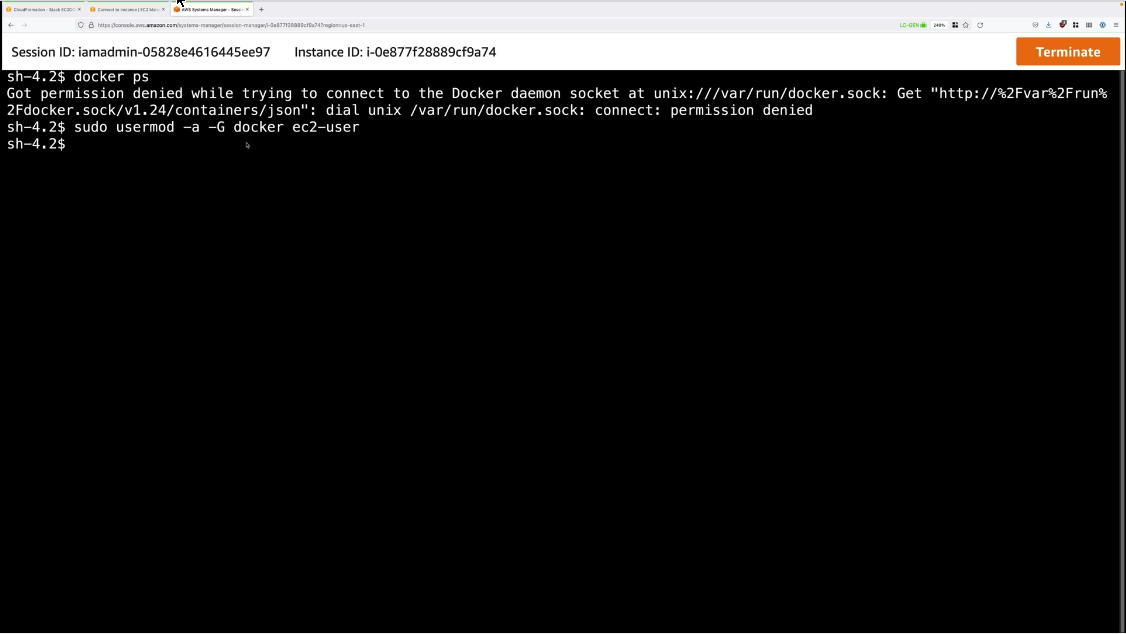 CloudFormation - Stack EC2DC
Connect to instance | EC2 Man
AWS Systems Manager - Sess
https://console.aws.amazon.com/systems-manager/session-manager/i-0e877f28889cf9a74?region=us-east-1
LC-GEN
240%
Session ID: iamadmin-05828e4616445ee97 Instance ID: i-0e877f28889cf9a74 Terminate
sh-4.2$ docker ps
Got permission denied while trying to connect to the Docker daemon socket at unix:///var/run/docker.sock: Get "http://%2Fvar%2Frun%
2Fdocker.sock/v1.24/containers/json": dial unix /var/run/docker.sock: connect: permission denied
sh-4.2$ sudo usermod -a -G docker ec2-user
sh-4.2$